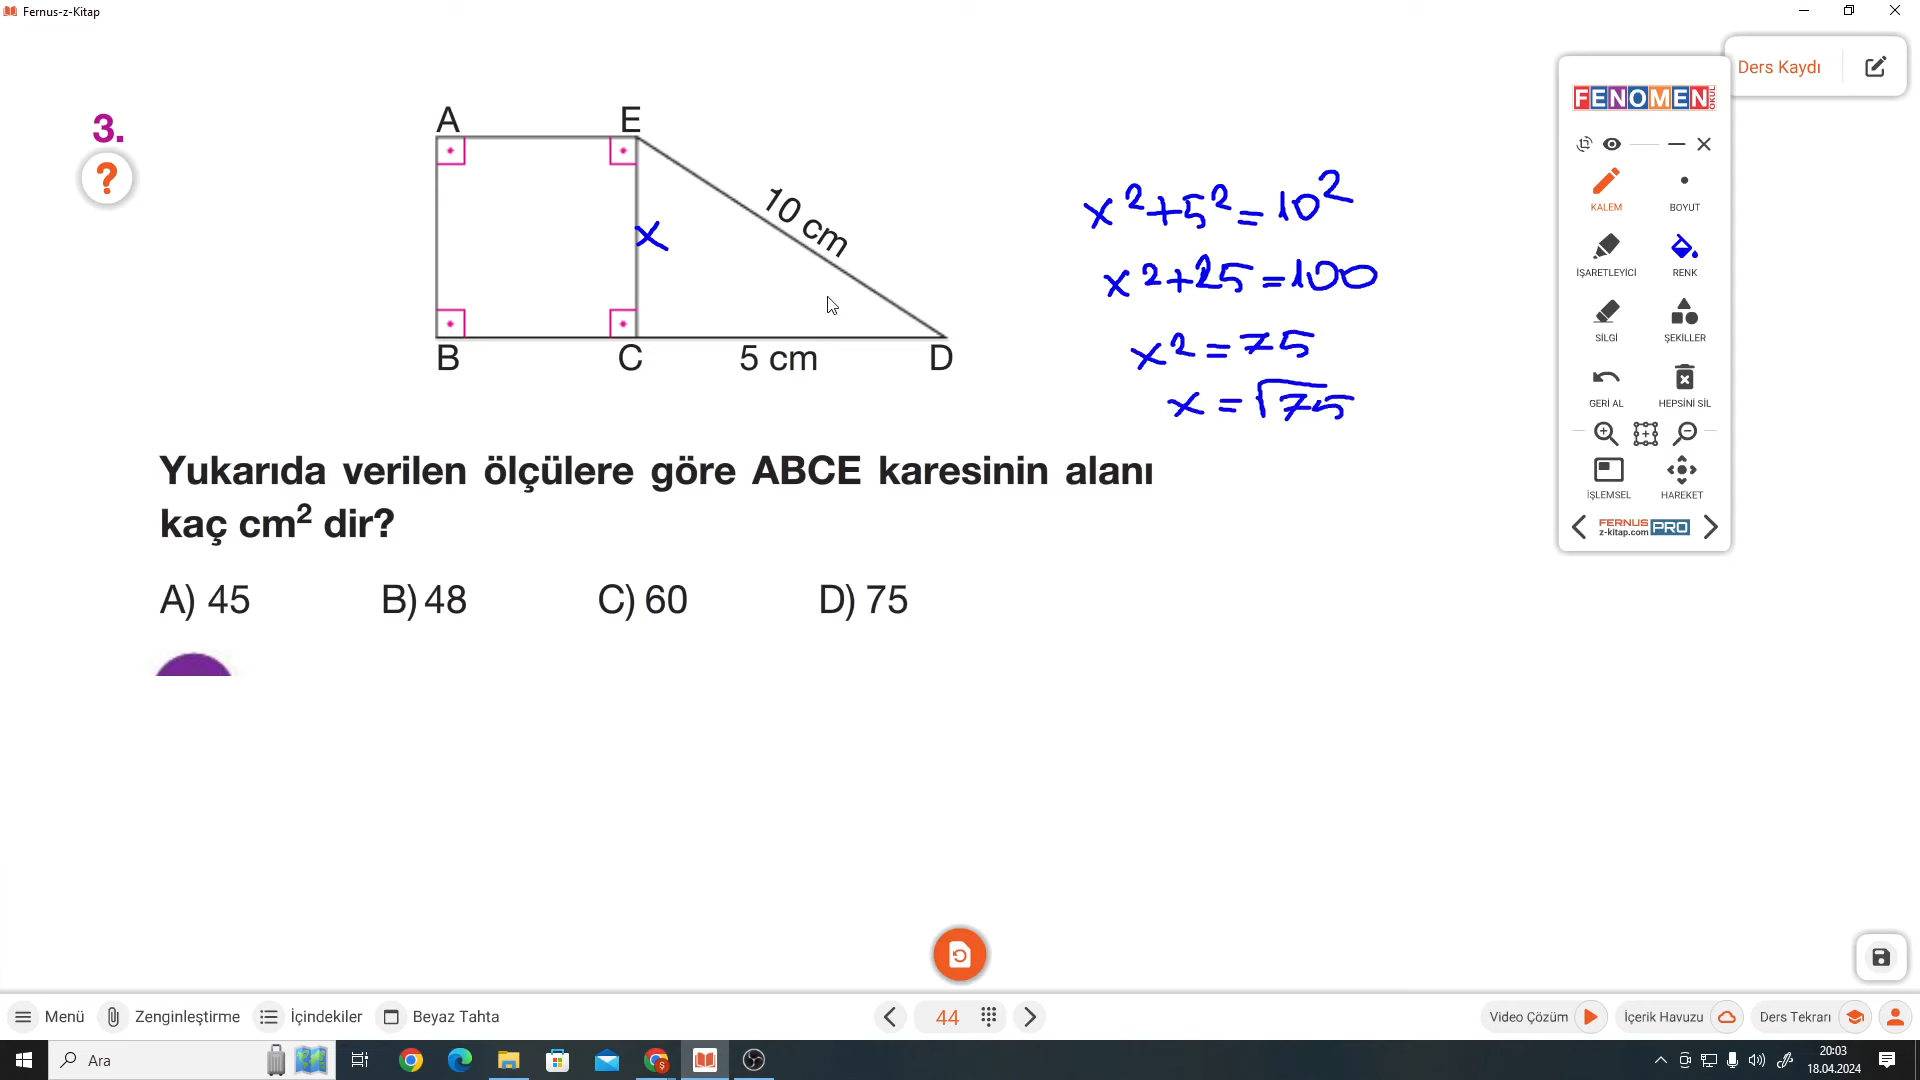 Fernus-z-Kitap
Ders Kaydı
FENOMEN OKUL
KALEM
BOYUT
İŞARETLEYİCİ
RENK
SİLGİ
ŞEKİLLER
GERİ AL
HEPSİNİ SİL
İŞLEMSEL
HAREKET
FERNUS PRO
z-kitap.com
3.
?
A E
10 cm
x
B C 5 cm D
x² + 5² = 10²
x² + 25 = 100
x² = 75
x = √75
Yukarıda verilen ölçülere göre ABCE karesinin alanı
kaç cm² dir?
A) 45 B) 48 C) 60 D) 75
Menü Zenginleştirme İçindekiler Beyaz Tahta 44 Video Çözüm İçerik Havuzu Ders Tekrarı
Ara
20:03
18.04.2024